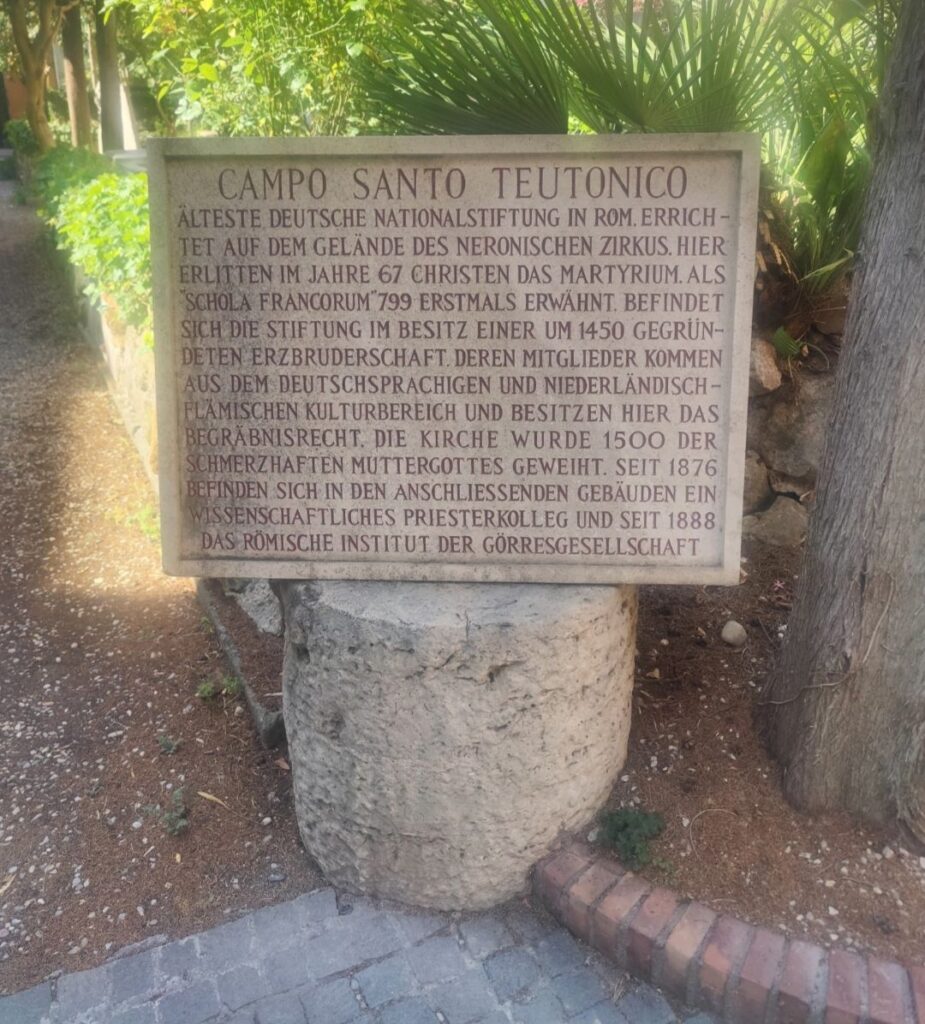 CAMPO SANTO TEUTONICO
ÄLTESTE DEUTSCHE NATIONALSTIFTUNG IN ROM. ERRICH-
TET AUF DEM GELÄNDE DES NERONISCHEN ZIRKUS. HIER
ERLITTEN IM JAHRE 67 CHRISTEN DAS MARTYRIUM. ALS
"SCHOLA FRANCORUM" 799 ERSTMALS ERWÄHNT. BEFINDET
SICH DIE STIFTUNG IM BESITZ EINER UM 1450 GEGRÜN-
DETEN ERZBRUDERSCHAFT. DEREN MITGLIEDER KOMMEN
AUS DEM DEUTSCHSPRACHIGEN UND NIEDERLÄNDISCH-
FLÄMISCHEN KULTURBEREICH UND BESITZEN HIER DAS
BEGRÄBNISRECHT. DIE KIRCHE WURDE 1500 DER
SCHMERZHAFTEN MUTTERGOTTES GEWEIHT. SEIT 1876
BEFINDEN SICH IN DEN ANSCHLIESSENDEN GEBÄUDEN EIN
WISSENSCHAFTLICHES PRIESTERKOLLEG UND SEIT 1888
DAS RÖMISCHE INSTITUT DER GÖRRESGESELLSCHAFT